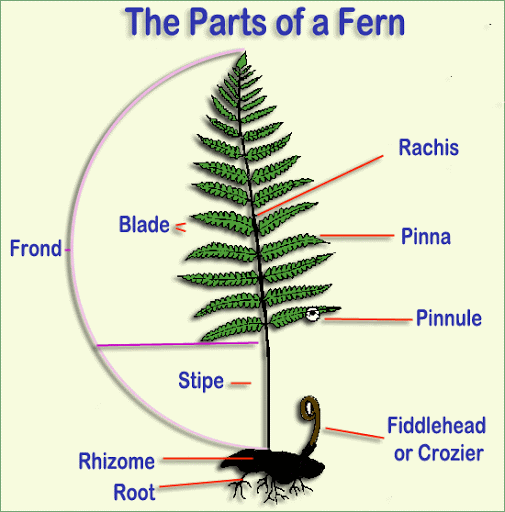 The Parts of a Fern
Rachis
Blade
Frond
Pinna
Pinnule
Stipe
Fiddlehead
or Crozier
Rhizome
Root